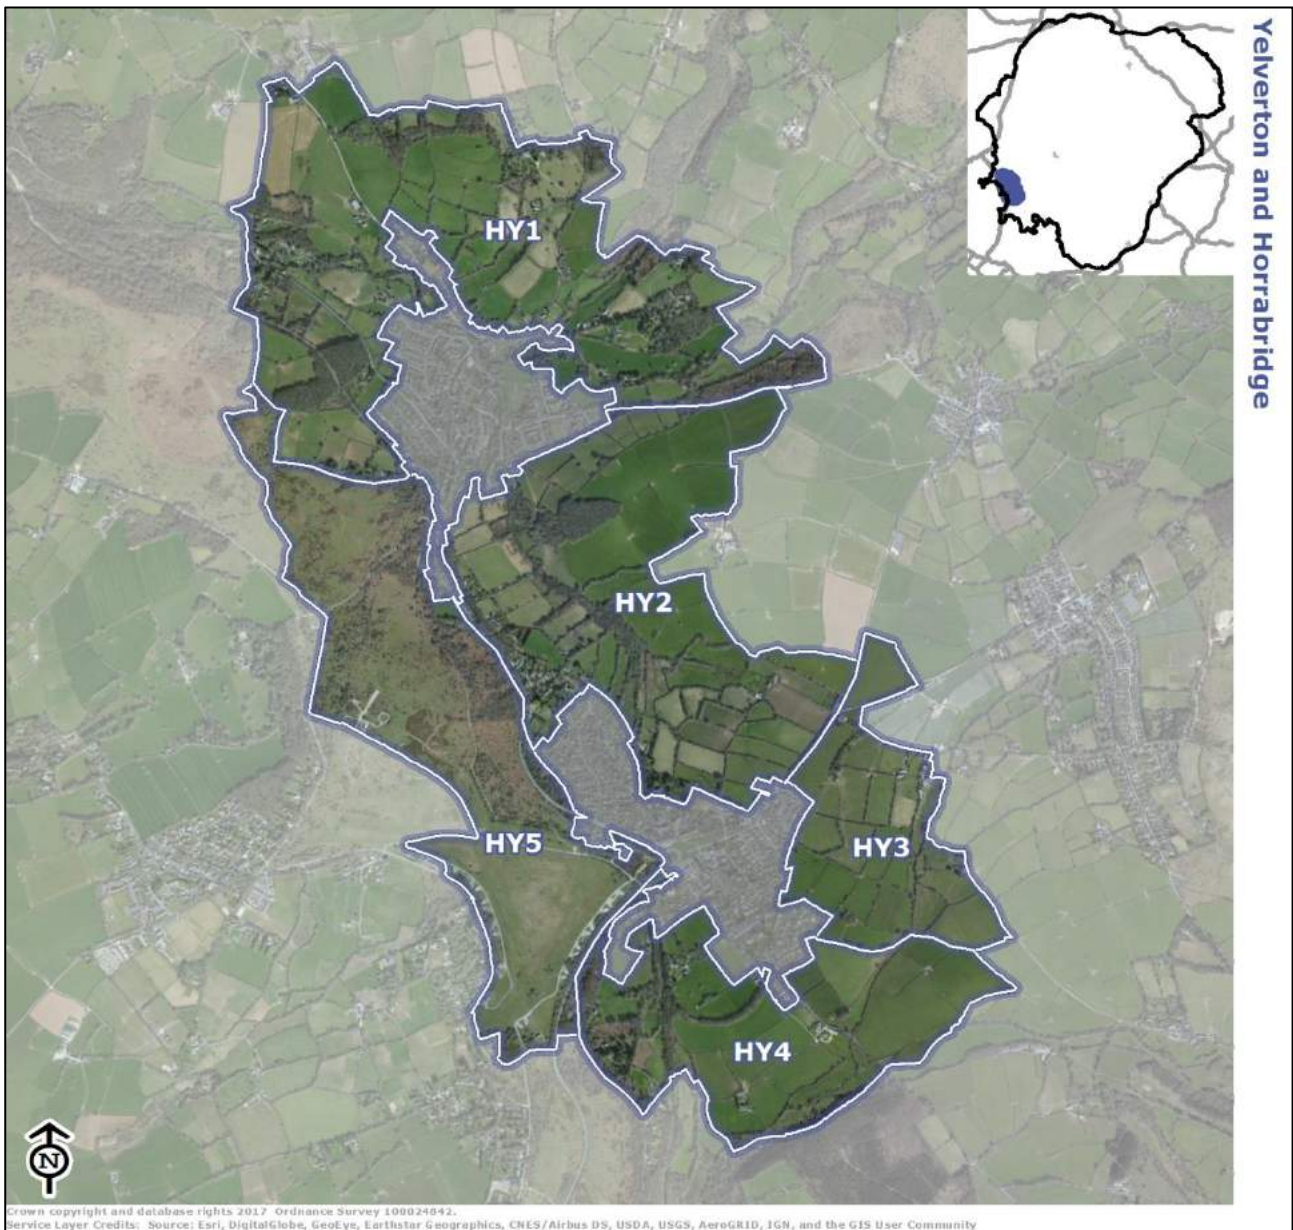 Yelverton and Horrabridge
HY1
HY2
HY3
HY5
HY4
N
Crown copyright and database rights 2017 Ordnance Survey 100024842.
Service Layer Credits: Source: Esri, DigitalGlobe, GeoEye, Earthstar Geographics, CNES/Airbus DS, USDA, USGS, AeroGRID, IGN, and the GIS User Community